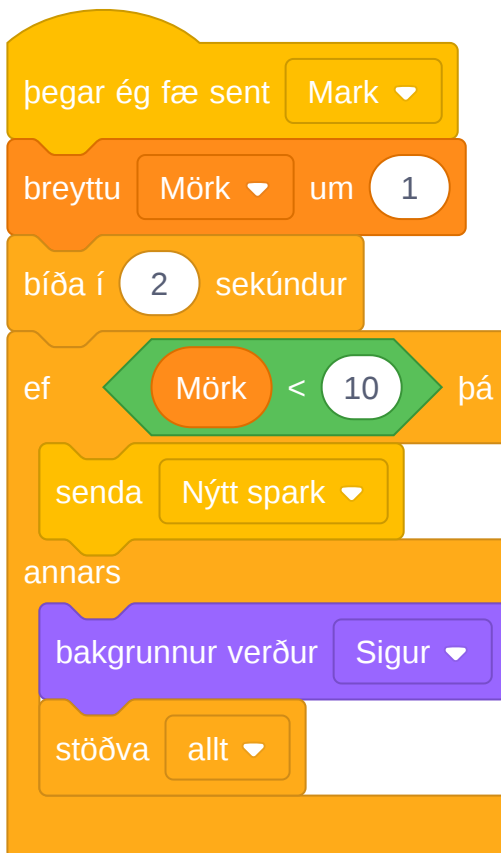 þegar ég fæ sent Mark
breyttu Mörk um 1
bíða í 2 sekúndur
ef Mörk < 10 þá
senda Nýtt spark
annars
bakgrunnur verður Sigur
stöðva allt